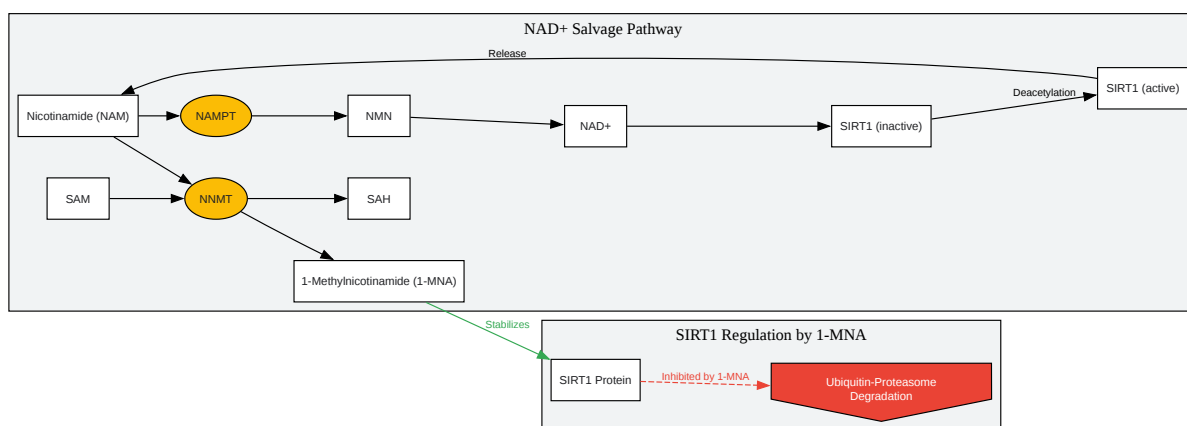 NAD+ Salvage Pathway
Release
SIRT1 (active)
Deacetylation
Nicotinamide (NAM)
NAMPT
NMN
NAD+
SIRT1 (inactive)
SAM
NNMT
SAH
1-Methylnicotinamide (1-MNA)
Stabilizes
SIRT1 Regulation by 1-MNA
SIRT1 Protein
Inhibited by 1-MNA
Ubiquitin-Proteasome
Degradation